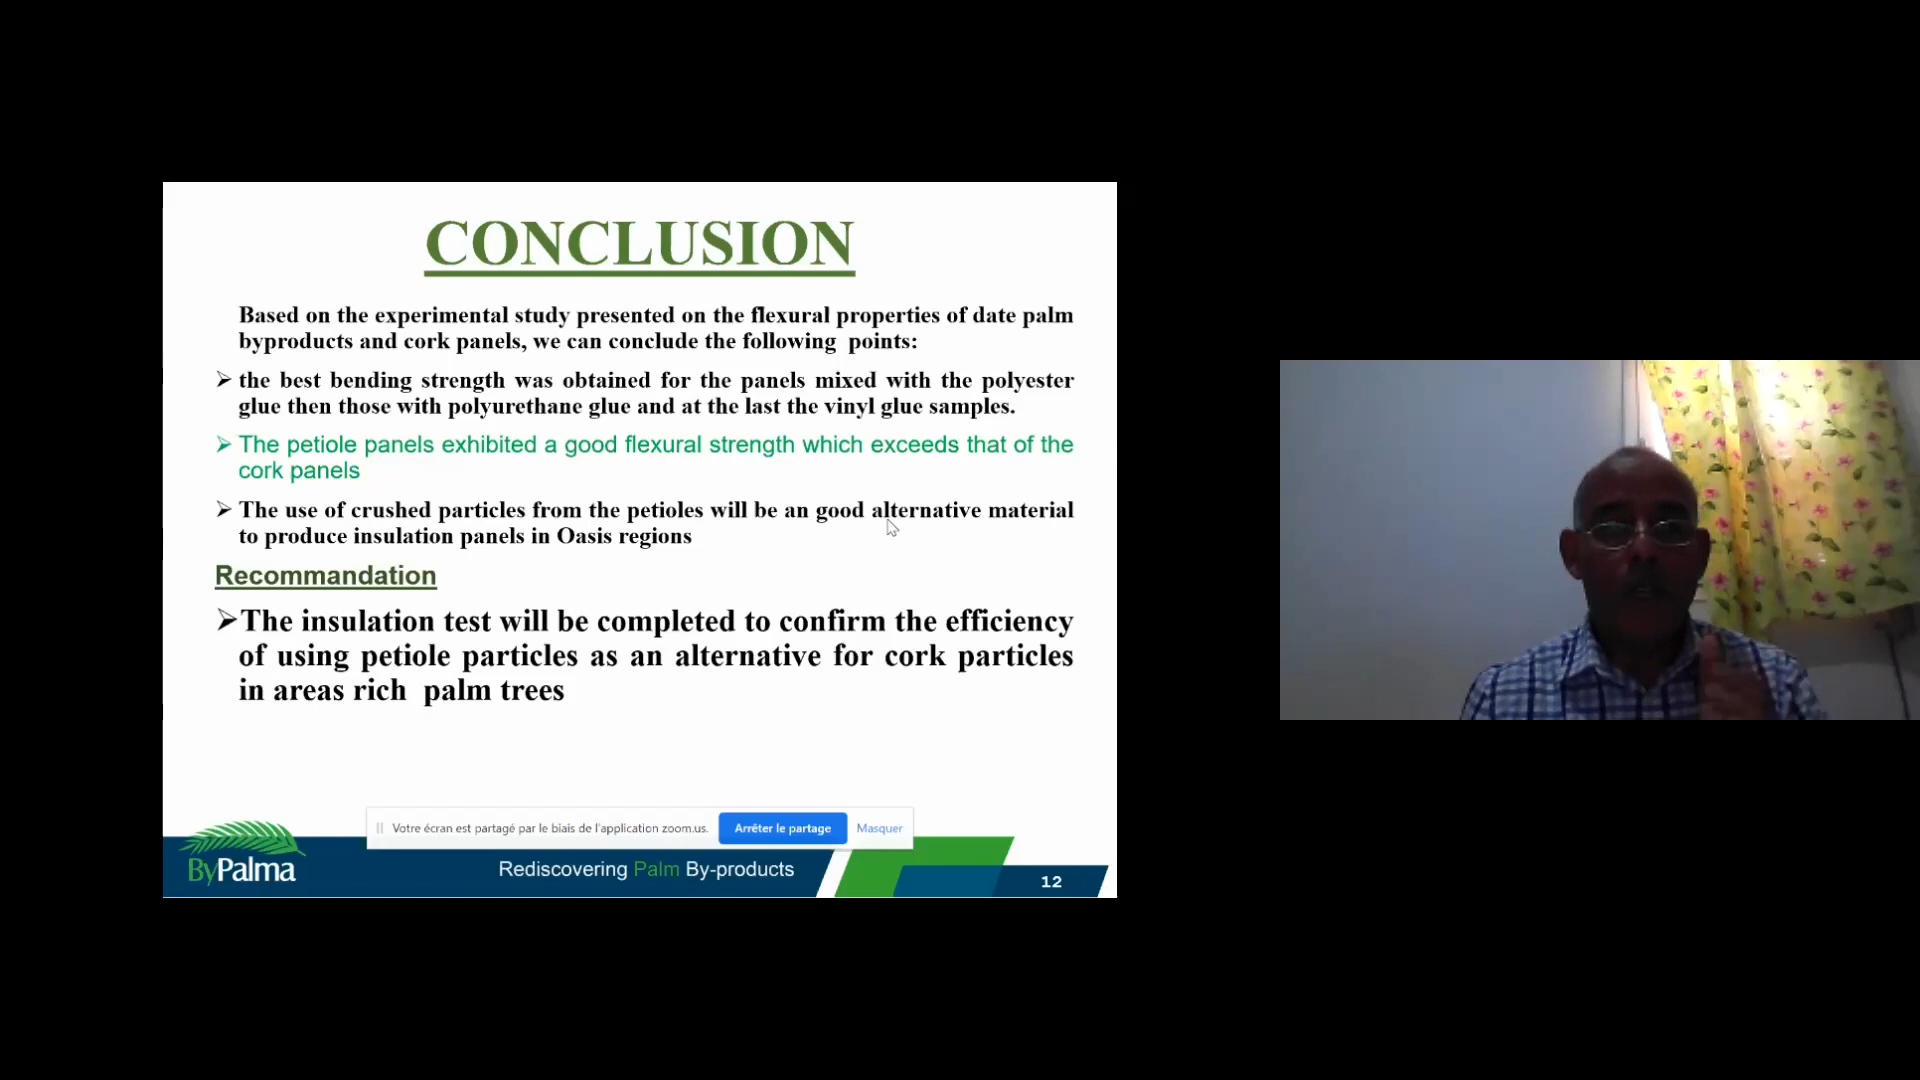 CONCLUSION
Based on the experimental study presented on the flexural properties of date palm
byproducts and cork panels, we can conclude the following points:
➢ the best bending strength was obtained for the panels mixed with the polyester
glue then those with polyurethane glue and at the last the vinyl glue samples.
➢ The petiole panels exhibited a good flexural strength which exceeds that of the
cork panels
➢ The use of crushed particles from the petioles will be an good alternative material
to produce insulation panels in Oasis regions
Recommandation
➢The insulation test will be completed to confirm the efficiency
of using petiole particles as an alternative for cork particles
in areas rich palm trees
Votre écran est partagé par le biais de l'application zoom.us. Arrêter le partage Masquer
ByPalma
Rediscovering Palm By-products
12